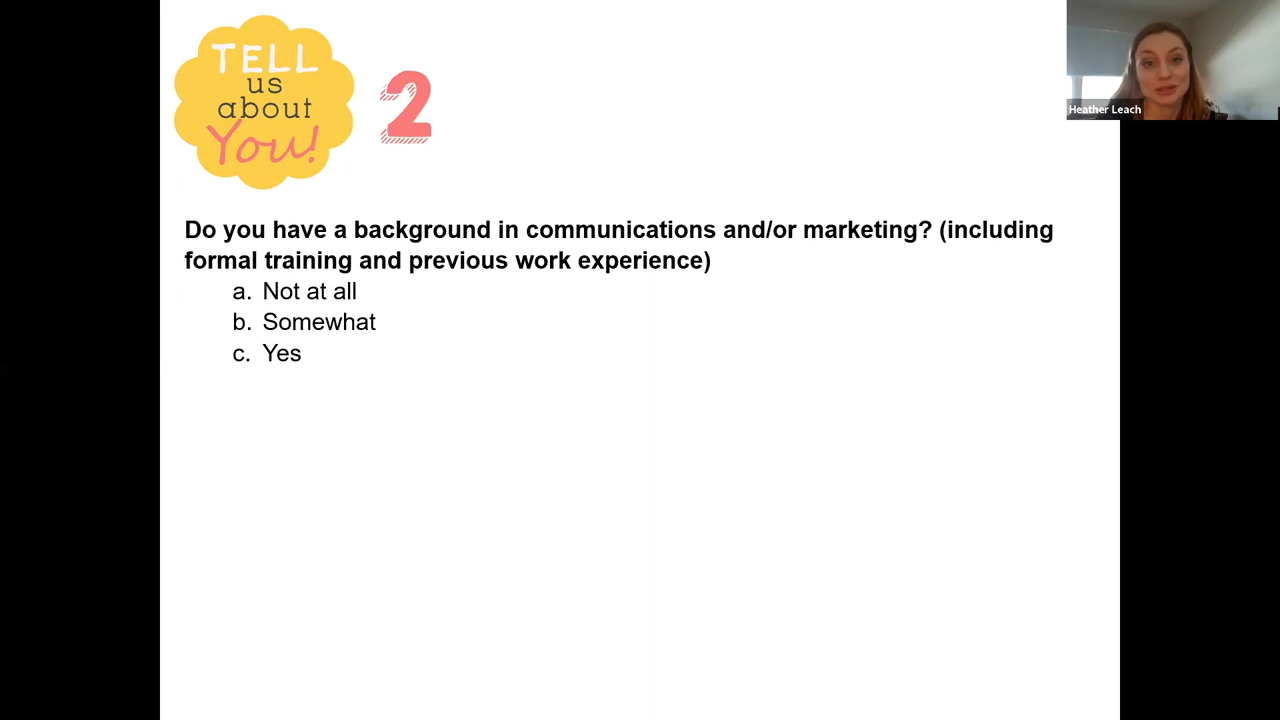 TELL
us
about
You!
2
Heather Leach
Do you have a background in communications and/or marketing? (including
formal training and previous work experience)
a. Not at all
b. Somewhat
c. Yes